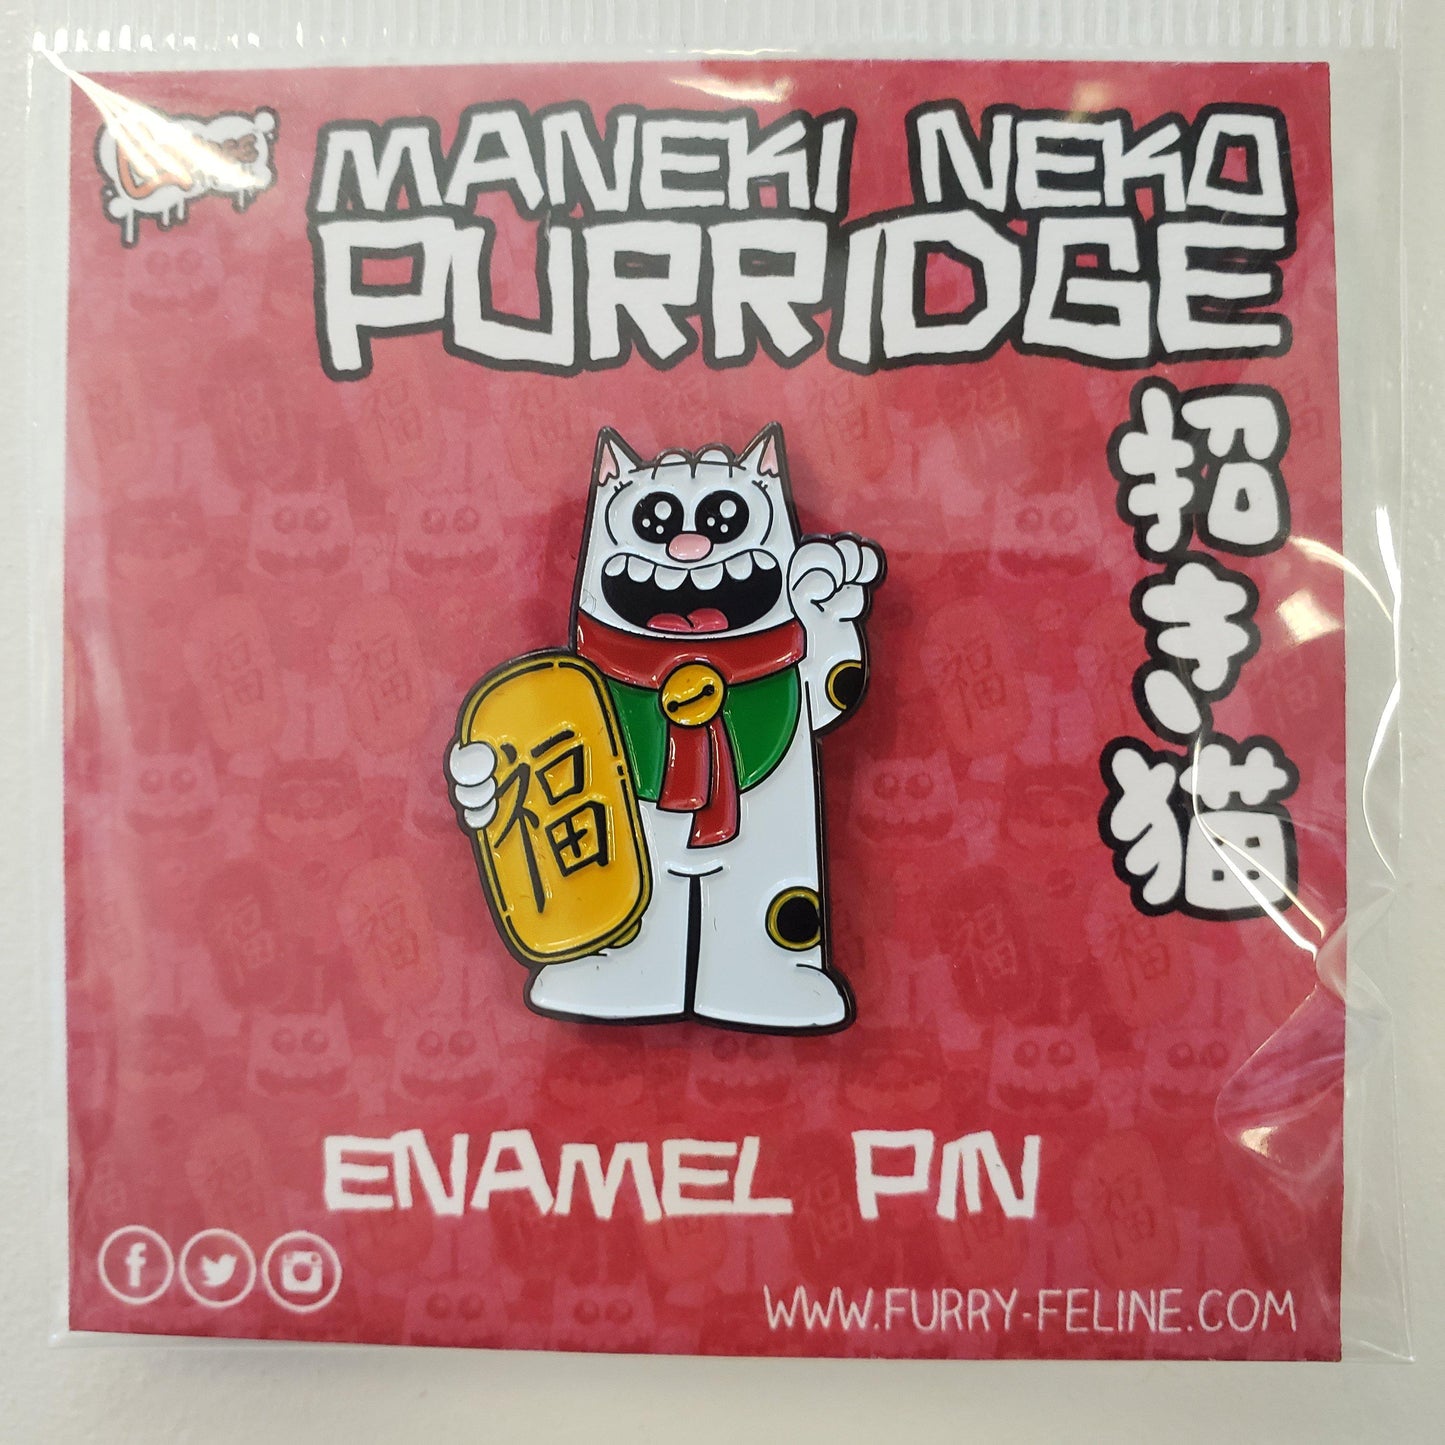 MANEKI NEKO
PURRIDGE
招き猫
福
ENAMEL PIN
WWW.FURRY-FELINE.COM